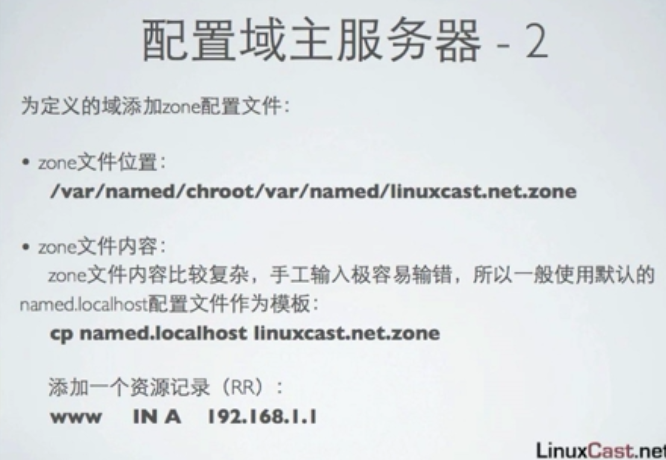 配置域主服务器 - 2
为定义的域添加zone配置文件：
• zone文件位置：
/var/named/chroot/var/named/linuxcast.net.zone
• zone文件内容：
zone文件内容比较复杂，手工输入极容易输错，所以一般使用默认的
named.localhost配置文件作为模板：
cp named.localhost linuxcast.net.zone
添加一个资源记录（RR）：
www IN A 192.168.1.1
LinuxCast.net